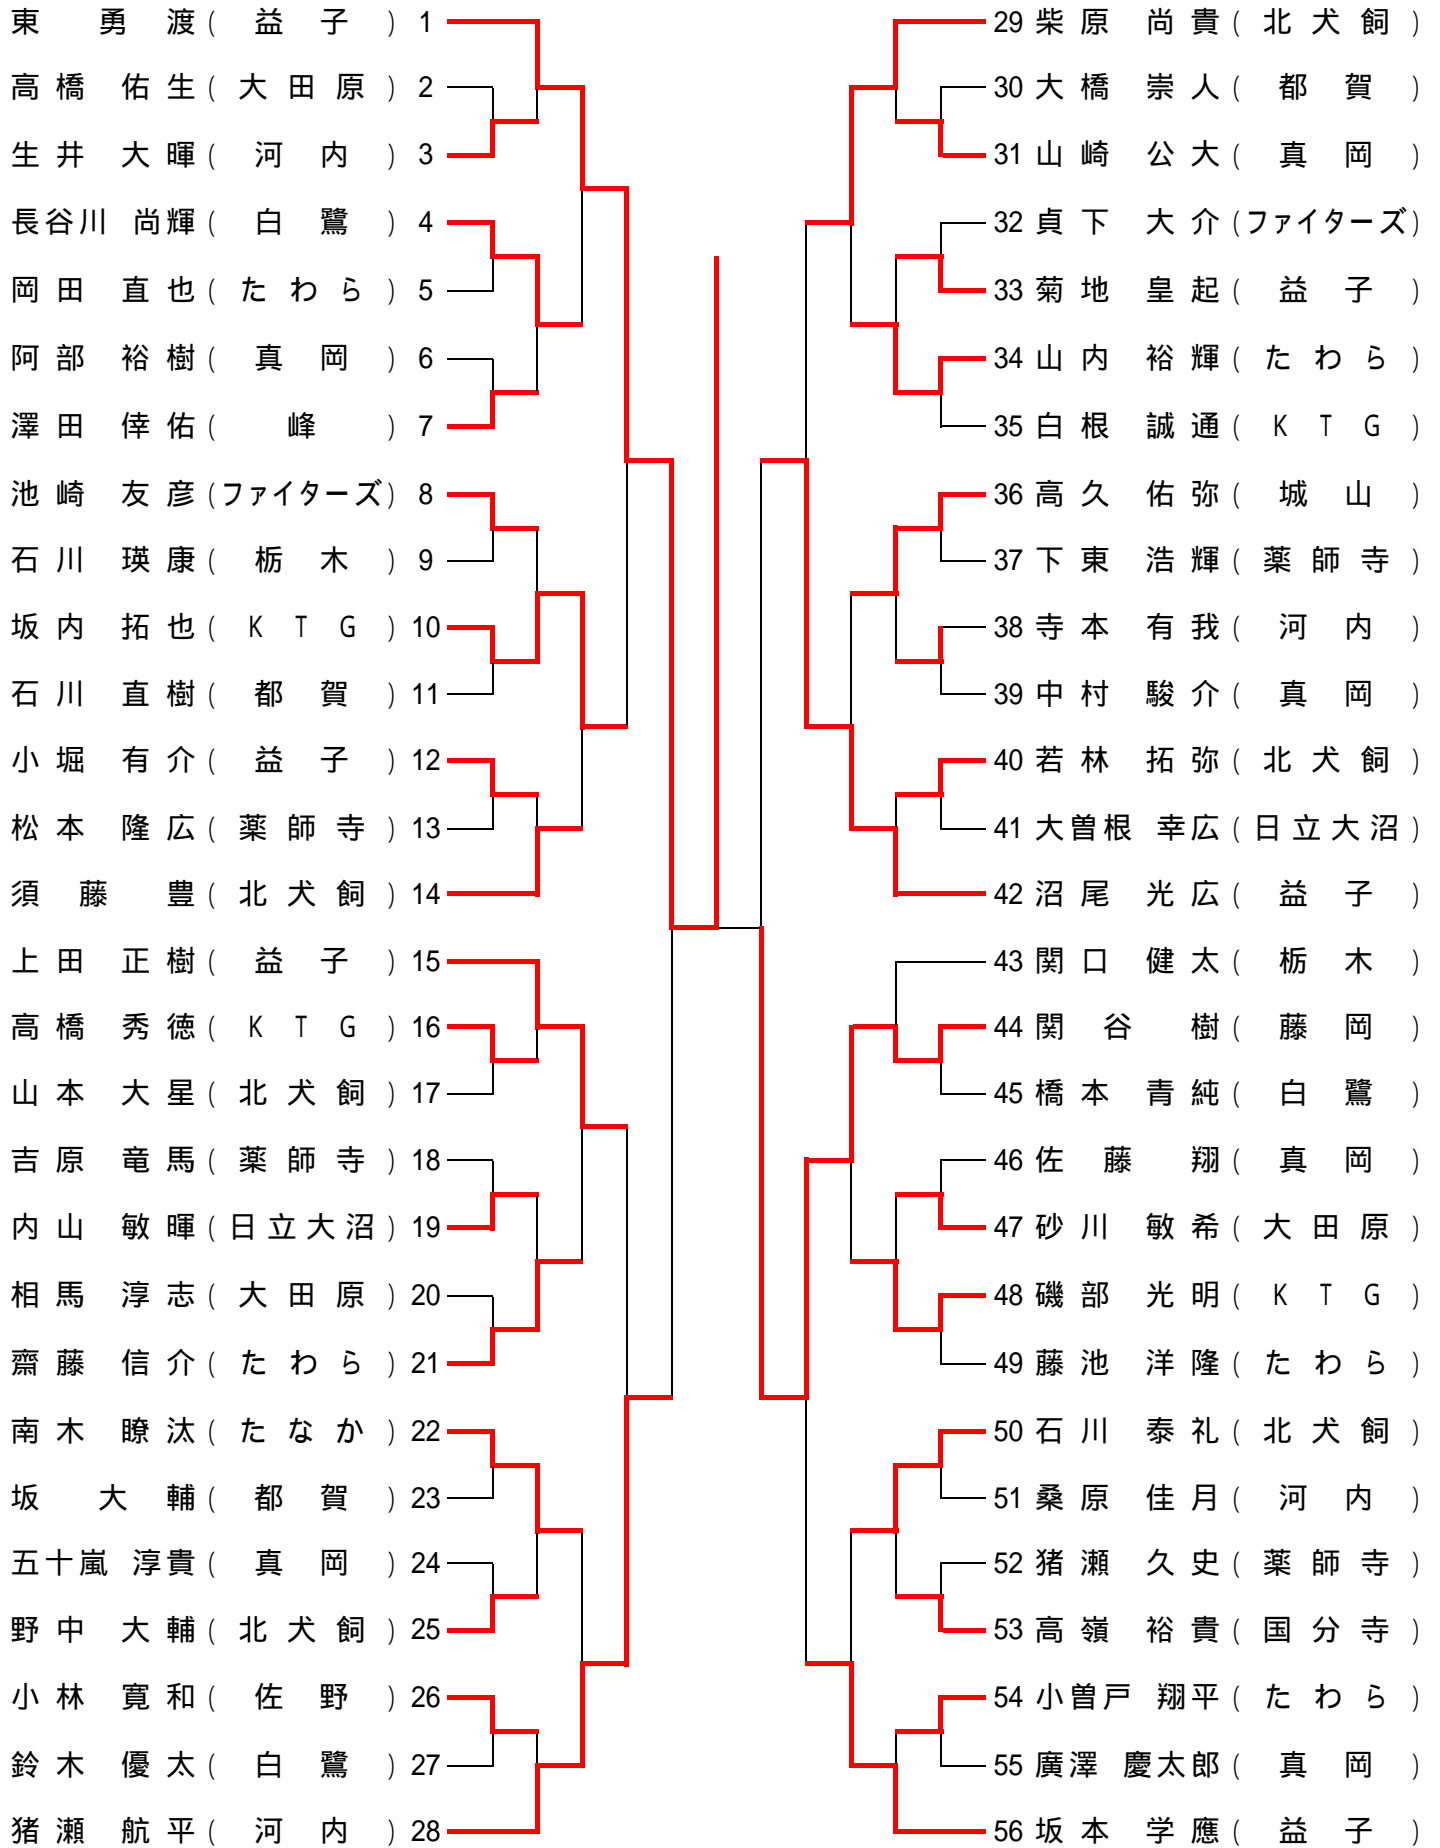 東 勇渡 ( 益子 ) 1
高橋 佑生 ( 大田原 ) 2
生井 大暉 ( 河内 ) 3
長谷川 尚輝 ( 白鷺 ) 4
岡田 直也 ( たわら ) 5
阿部 裕樹 ( 真岡 ) 6
澤田 倖佑 ( 峰 ) 7
池崎 友彦 (ファイターズ) 8
石川 瑛康 ( 栃木 ) 9
坂内 拓也 ( KTG ) 10
石川 直樹 ( 都賀 ) 11
小堀 有介 ( 益子 ) 12
松本 隆広 ( 薬師寺 ) 13
須藤 豊 ( 北犬飼 ) 14
上田 正樹 ( 益子 ) 15
高橋 秀徳 ( KTG ) 16
山本 大星 ( 北犬飼 ) 17
吉原 竜馬 ( 薬師寺 ) 18
内山 敏暉 ( 日立大沼 ) 19
相馬 淳志 ( 大田原 ) 20
齋藤 信介 ( たわら ) 21
南木 瞭汰 ( たなか ) 22
坂 大輔 ( 都賀 ) 23
五十嵐 淳貴 ( 真岡 ) 24
野中 大輔 ( 北犬飼 ) 25
小林 寛和 ( 佐野 ) 26
鈴木 優太 ( 白鷺 ) 27
猪瀬 航平 ( 河内 ) 28
29 柴原 尚貴 ( 北犬飼 )
30 大橋 崇人 ( 都賀 )
31 山崎 公大 ( 真岡 )
32 貞下 大介 (ファイターズ)
33 菊地 皇起 ( 益子 )
34 山内 裕輝 ( たわら )
35 白根 誠通 ( KTG )
36 高久 佑弥 ( 城山 )
37 下東 浩輝 ( 薬師寺 )
38 寺本 有我 ( 河内 )
39 中村 駿介 ( 真岡 )
40 若林 拓弥 ( 北犬飼 )
41 大曽根 幸広 ( 日立大沼 )
42 沼尾 光広 ( 益子 )
43 関口 健太 ( 栃木 )
44 関谷 樹 ( 藤岡 )
45 橋本 青純 ( 白鷺 )
46 佐藤 翔 ( 真岡 )
47 砂川 敏希 ( 大田原 )
48 磯部 光明 ( KTG )
49 藤池 洋隆 ( たわら )
50 石川 泰礼 ( 北犬飼 )
51 桑原 佳月 ( 河内 )
52 猪瀬 久史 ( 薬師寺 )
53 高嶺 裕貴 ( 国分寺 )
54 小曽戸 翔平 ( たわら )
55 廣澤 慶太郎 ( 真岡 )
56 坂本 学應 ( 益子 )